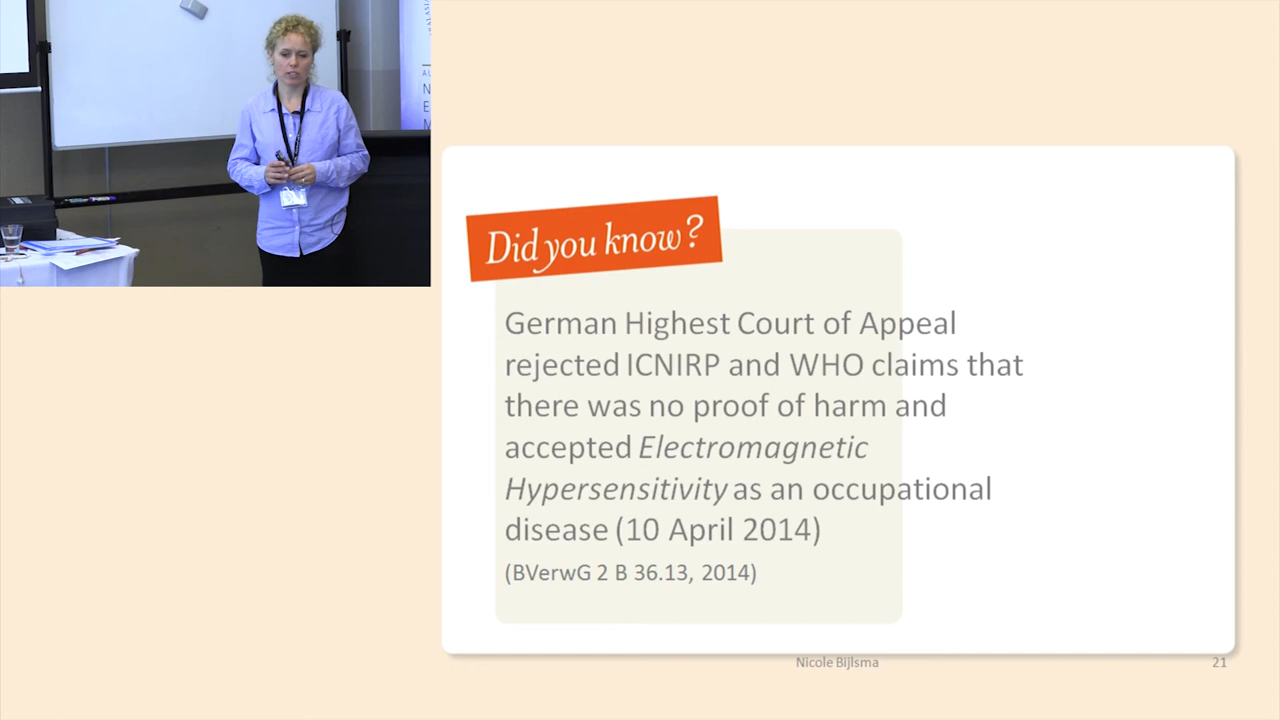 Did you know?
German Highest Court of Appeal
rejected ICNIRP and WHO claims that
there was no proof of harm and
accepted Electromagnetic
Hypersensitivity as an occupational
disease (10 April 2014)
(BVerwG 2 B 36.13, 2014)
Nicole Bijlsma
21